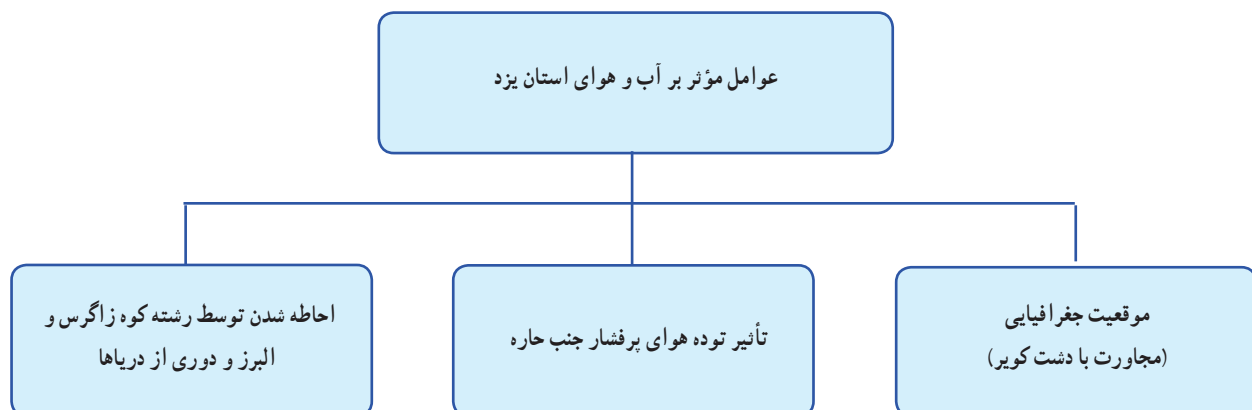 عوامل مؤثر بر آب و هوای استان یزد
موقعیت جغرافیایی
(مجاورت با دشت کویر)
تأثیر توده هوای پرفشار جنب حاره
احاطه شدن توسط رشته کوه زاگرس و
البرز و دوری از دریاها